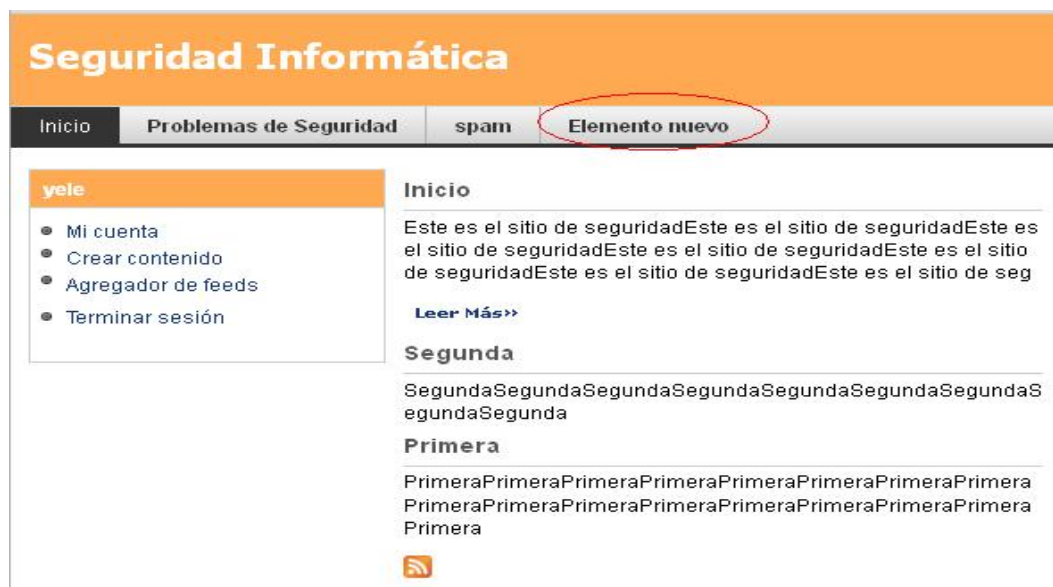 Seguridad Informática
Inicio
Problemas de Seguridad
spam
Elemento nuevo
yele
Mi cuenta
Crear contenido
Agregador de feeds
Terminar sesión
Inicio
Este es el sitio de seguridadEste es el sitio de seguridadEste es
el sitio de seguridadEste es el sitio de seguridadEste es el sitio
de seguridadEste es el sitio de seguridadEste es el sitio de seg
Leer Más»
Segunda
SegundaSegundaSegundaSegundaSegundaSegundaSegundaS
egundaSegunda
Primera
PrimeraPrimeraPrimeraPrimeraPrimeraPrimeraPrimeraPrimera
PrimeraPrimeraPrimeraPrimeraPrimeraPrimeraPrimeraPrimera
Primera